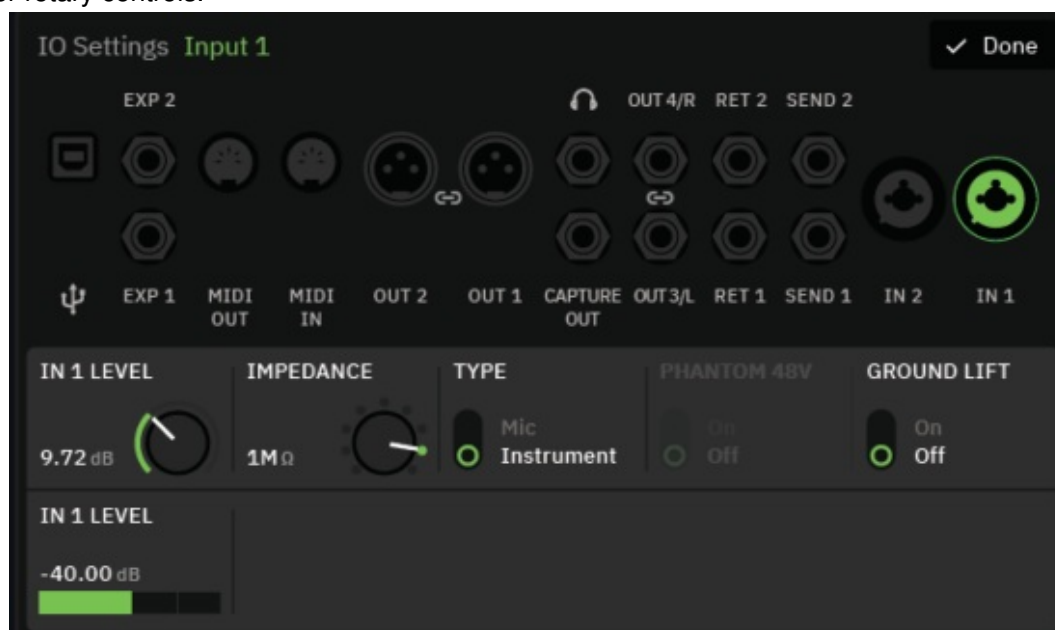 rotary controls.
IO Settings Input 1
Done
EXP 2
OUT 4/R RET 2 SEND 2
EXP 1 MIDI OUT MIDI IN OUT 2 OUT 1 CAPTURE OUT OUT 3/L RET 1 SEND 1 IN 2 IN 1
IN 1 LEVEL
9.72 dB
IMPEDANCE
1M Ω
TYPE
Mic
Instrument
PHANTOM 48V
On
Off
GROUND LIFT
On
Off
IN 1 LEVEL
-40.00 dB